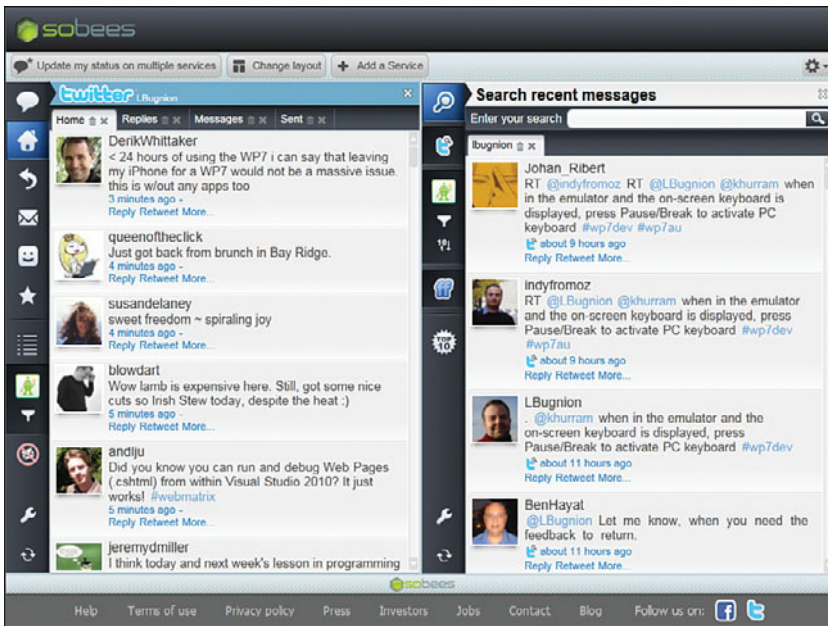 sobees
Update my status on multiple services Change layout Add a Service
twitter LBugnion
Home Replies Messages Sent
DerikWhittaker
< 24 hours of using the WP7 i can say that leaving
my iPhone for a WP7 would not be a massive issue.
this is w/out any apps too
3 minutes ago -
Reply Retweet More...
queenoftheclick
Just got back from brunch in Bay Ridge.
4 minutes ago -
Reply Retweet More...
susandelaney
sweet freedom ~ spiraling joy
4 minutes ago -
Reply Retweet More...
blowdart
Wow lamb is expensive here. Still, got some nice
cuts so Irish Stew today, despite the heat :)
5 minutes ago -
Reply Retweet More...
andlju
Did you know you can run and debug Web Pages
(.cshtml) from within Visual Studio 2010? It just
works! #webmatrix
5 minutes ago -
Reply Retweet More...
jeremydmiller
I think today and next week's lesson in programming
Search recent messages
Enter your search
lbugnion
Johan_Ribert
RT @indyfromoz RT @LBugnion @khurram when
in the emulator and the on-screen keyboard is
displayed, press Pause/Break to activate PC
keyboard #wp7dev #wp7au
about 9 hours ago
Reply Retweet More...
indyfromoz
RT @LBugnion @khurram when in the emulator
and the on-screen keyboard is displayed, press
Pause/Break to activate PC keyboard #wp7dev
#wp7au
about 9 hours ago
Reply Retweet More...
LBugnion
. @khurram when in the emulator and the
on-screen keyboard is displayed, press
Pause/Break to activate PC keyboard #wp7dev
about 11 hours ago
Reply Retweet More...
BenHayat
@LBugnion Let me know, when you need the
feedback to return.
about 11 hours ago
Reply Retweet More...
TOP
10
sobees
Help Terms of use Privacy policy Press Investors Jobs Contact Blog Follow us on: